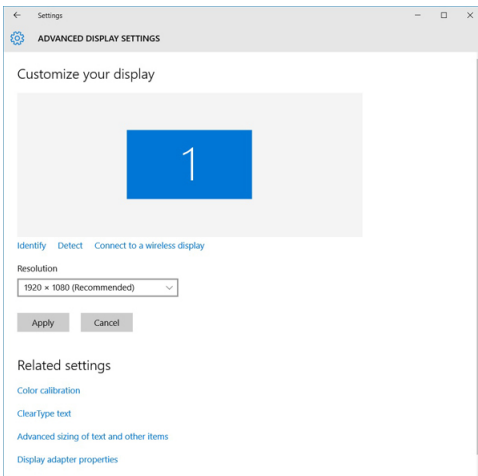 Settings
ADVANCED DISPLAY SETTINGS
Customize your display
1
Identify Detect Connect to a wireless display
Resolution
1920 × 1080 (Recommended)
Apply Cancel
Related settings
Color calibration
ClearType text
Advanced sizing of text and other items
Display adapter properties